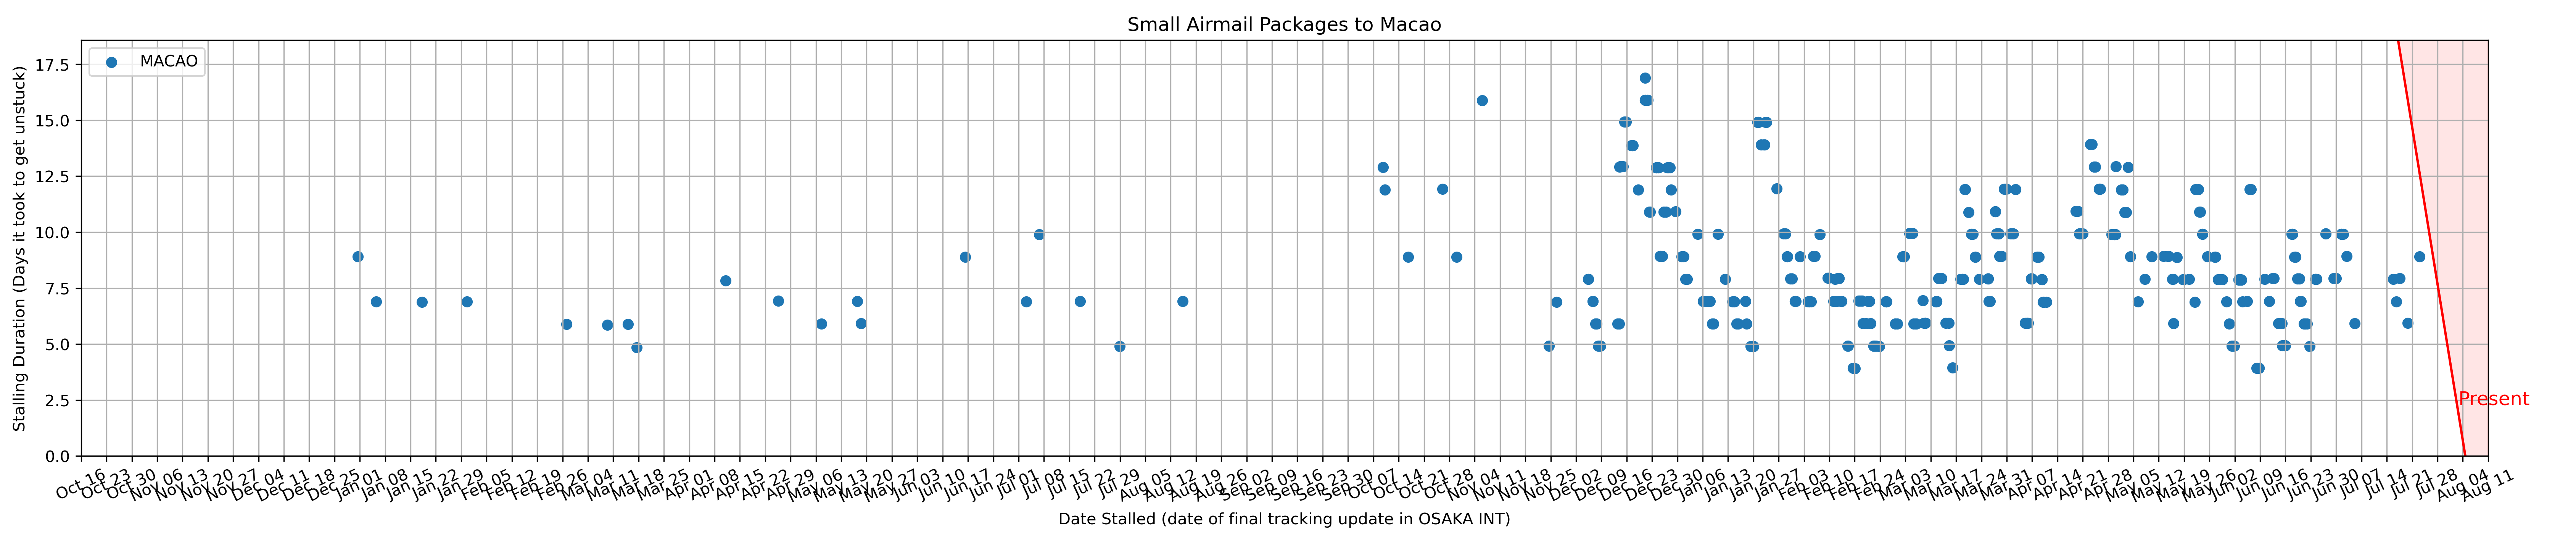 Small Airmail Packages to Macao
MACAO
Stalling Duration (Days it took to get unstuck)
17.5
15.0
12.5
10.0
7.5
5.0
2.5
0.0
Present
Oct 16
Oct 23
Oct 30
Nov 06
Nov 13
Nov 20
Nov 27
Dec 04
Dec 11
Dec 18
Dec 25
Jan 01
Jan 08
Jan 15
Jan 22
Jan 29
Feb 05
Feb 12
Feb 19
Feb 26
Mar 04
Mar 11
Mar 18
Mar 25
Apr 01
Apr 08
Apr 15
Apr 22
Apr 29
May 06
May 13
May 20
May 27
Jun 03
Jun 10
Jun 17
Jun 24
Jul 01
Jul 08
Jul 15
Jul 22
Jul 29
Aug 05
Aug 12
Aug 19
Aug 26
Sep 02
Sep 09
Sep 16
Sep 23
Sep 30
Oct 07
Oct 14
Oct 21
Oct 28
Nov 04
Nov 11
Nov 18
Nov 25
Dec 02
Dec 09
Dec 16
Dec 23
Dec 30
Jan 06
Jan 13
Jan 20
Jan 27
Feb 03
Feb 10
Feb 17
Feb 24
Mar 03
Mar 10
Mar 17
Mar 24
Mar 31
Apr 07
Apr 14
Apr 21
Apr 28
May 05
May 12
May 19
May 26
Jun 02
Jun 09
Jun 16
Jun 23
Jun 30
Jul 07
Jul 14
Jul 21
Jul 28
Aug 04
Aug 11
Date Stalled (date of final tracking update in OSAKA INT)